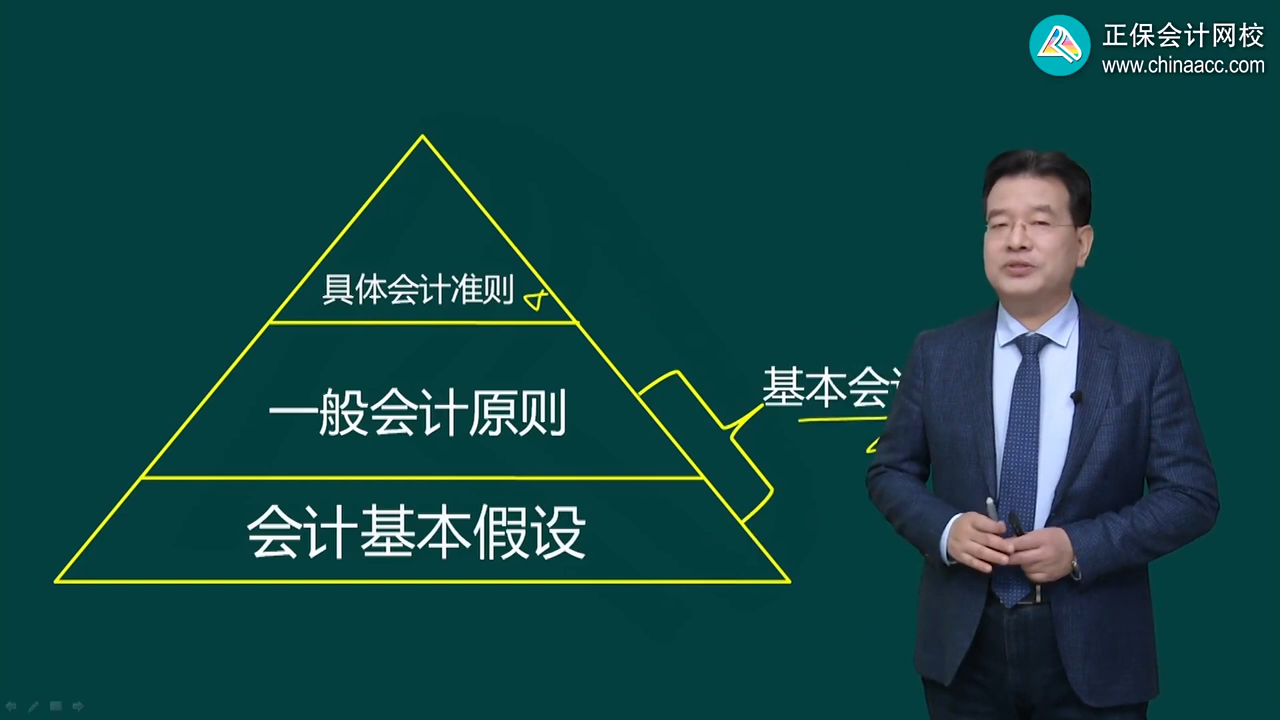 正保会计网校
www.chinaacc.com
具体会计准则
一般会计原则
基本会
会计基本假设